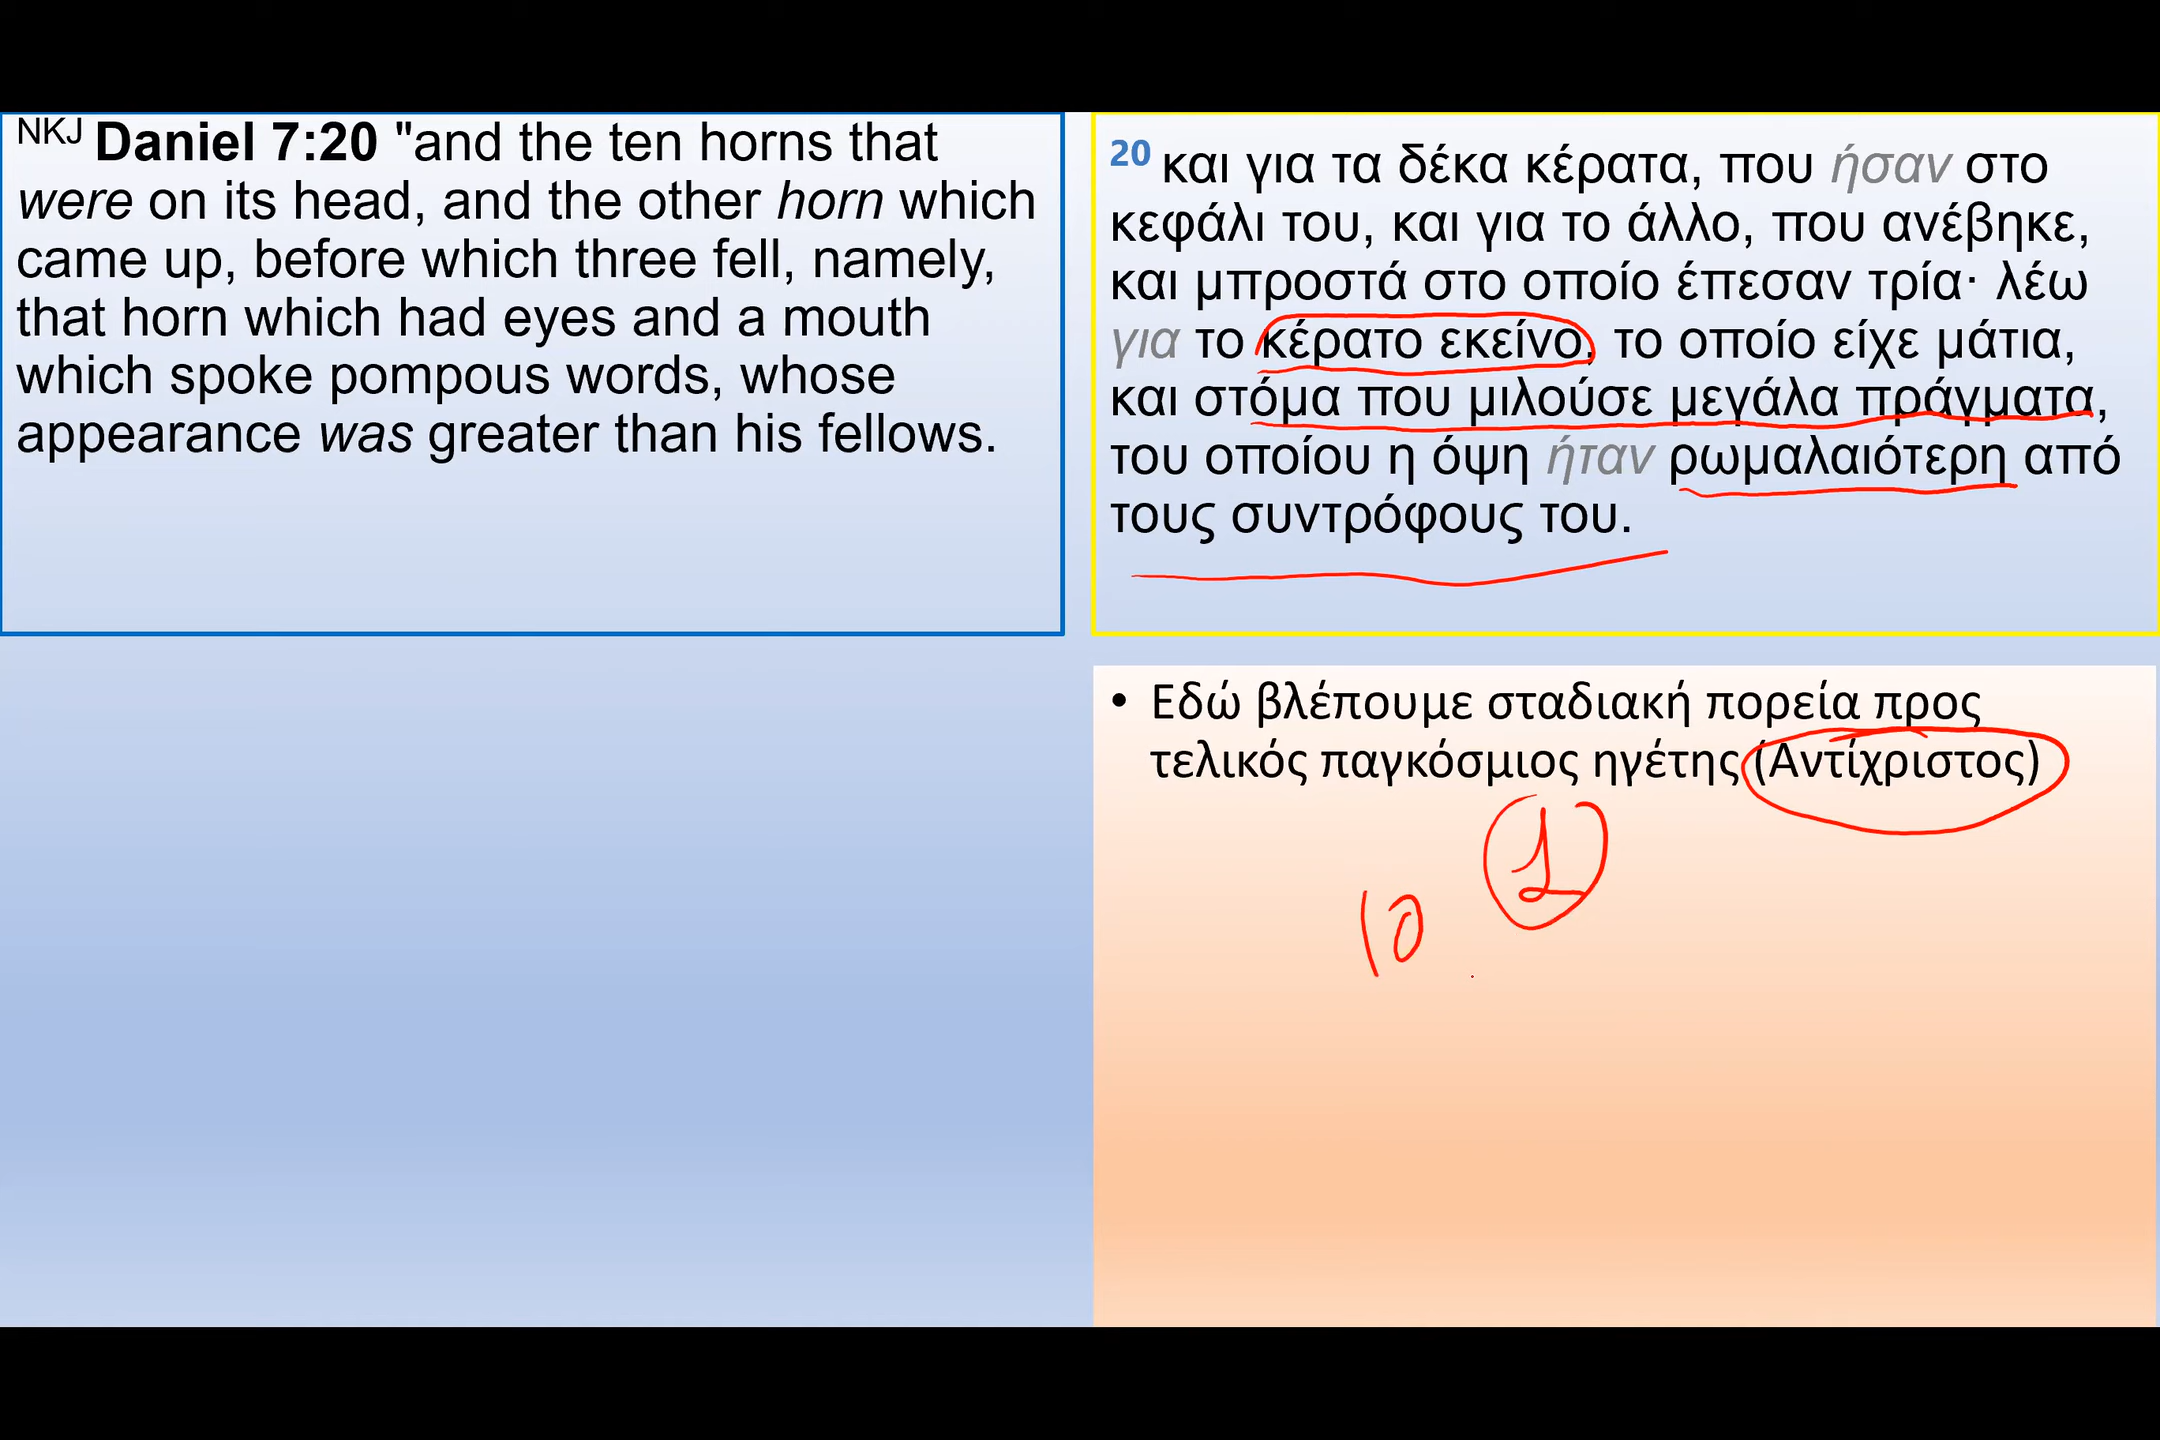 NKJ Daniel 7:20 "and the ten horns that
were on its head, and the other horn which
came up, before which three fell, namely,
that horn which had eyes and a mouth
which spoke pompous words, whose
appearance was greater than his fellows.
20 και για τα δέκα κέρατα, που ήσαν στο
κεφάλι του, και για το άλλο, που ανέβηκε,
και μπροστά στο οποίο έπεσαν τρία· λέω
για το κέρατο εκείνο, το οποίο είχε μάτια,
και στόμα που μιλούσε μεγάλα πράγματα,
του οποίου η όψη ήταν ρωμαλαιότερη από
τους συντρόφους του.
• Εδώ βλέπουμε σταδιακή πορεία προς
τελικός παγκόσμιος ηγέτης (Αντίχριστος)
1
10